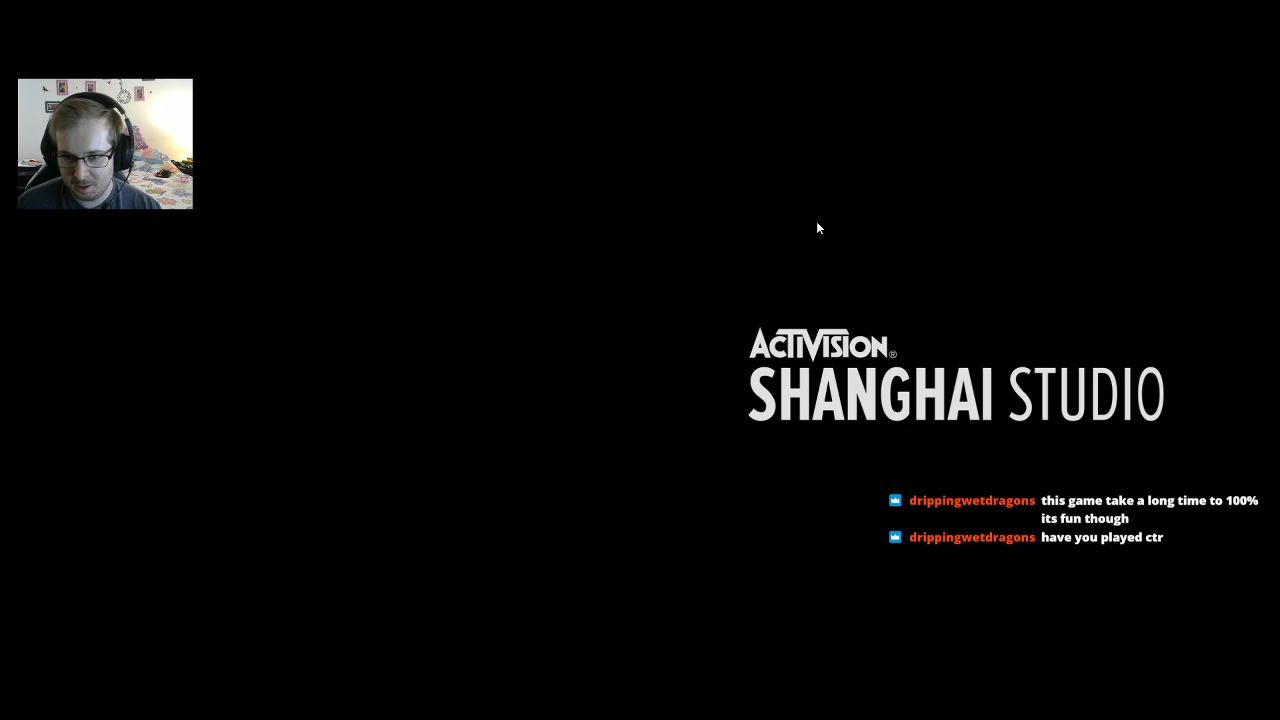 ACTIVISION®
SHANGHAI STUDIO
drippingwetdragons this game take a long time to 100%
its fun though
drippingwetdragons have you played ctr